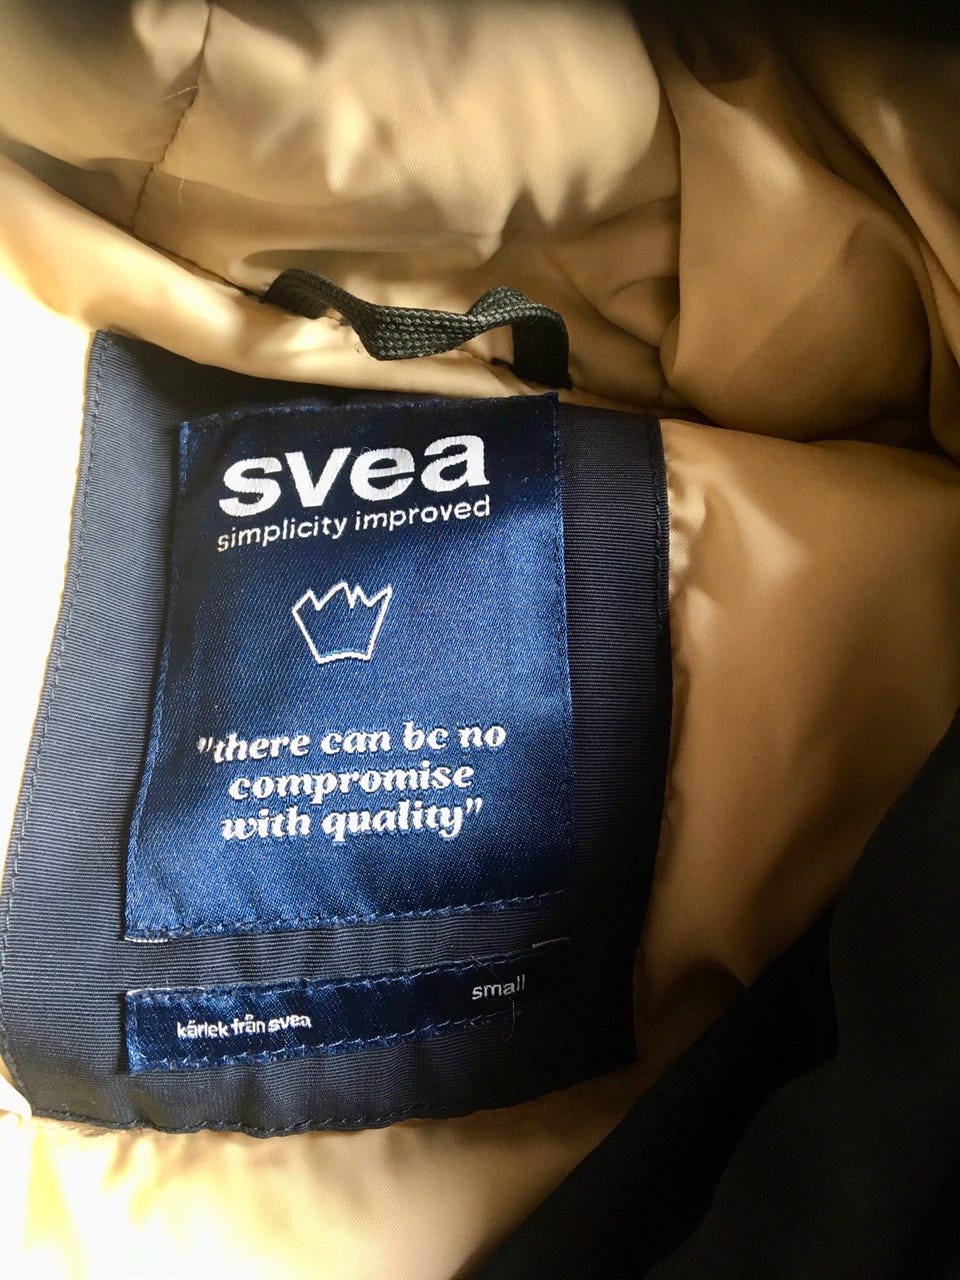 svea
simplicity improved
"there can be no
compromise
with quality"
small
kärlek från svea